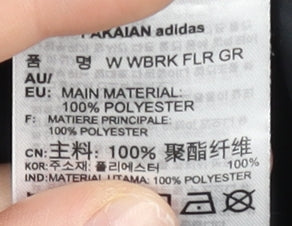 PAKAIAN adidas
품 명 W WBRK FLR GR
AU/
EU: MAIN MATERIAL:
100% POLYESTER
F: MATIERE PRINCIPALE:
100% POLYESTER
CN: 主料: 100% 聚酯纤维
KOR: 주소재: 폴리에스터 100%
IND: MATERIAL UTAMA: 100% POLYESTER